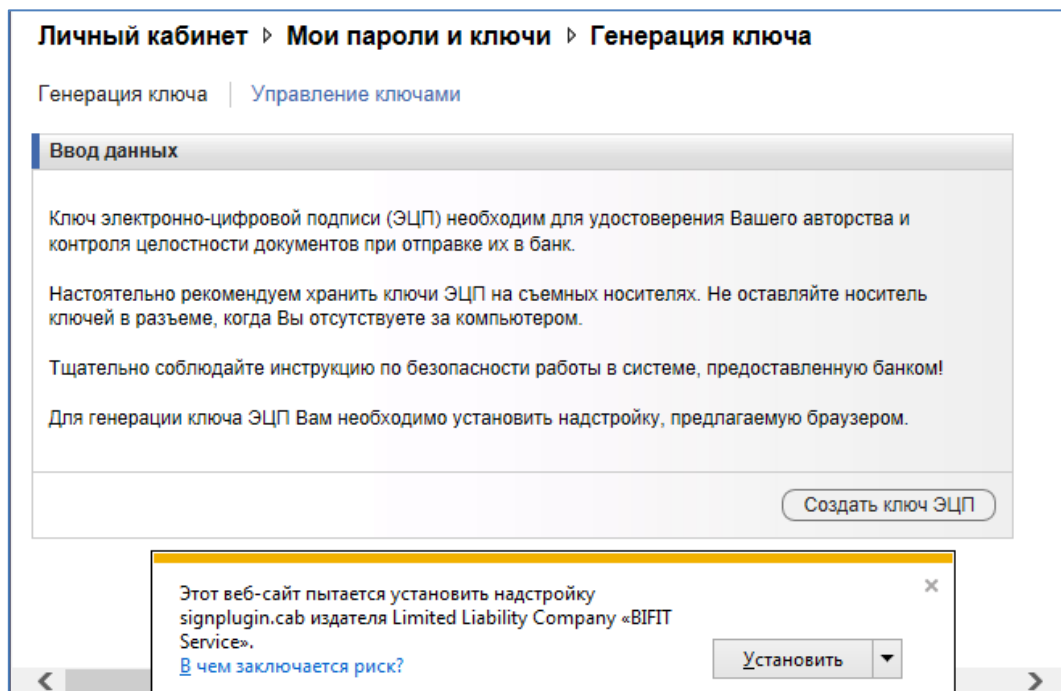 Личный кабинет ▷ Мои пароли и ключи ▷ Генерация ключа
Генерация ключа | Управление ключами
Ввод данных
Ключ электронно-цифровой подписи (ЭЦП) необходим для удостоверения Вашего авторства и
контроля целостности документов при отправке их в банк.
Настоятельно рекомендуем хранить ключи ЭЦП на съемных носителях. Не оставляйте носитель
ключей в разъеме, когда Вы отсутствуете за компьютером.
Тщательно соблюдайте инструкцию по безопасности работы в системе, предоставленную банком!
Для генерации ключа ЭЦП Вам необходимо установить надстройку, предлагаемую браузером.
Создать ключ ЭЦП
Этот веб-сайт пытается установить надстройку
signplugin.cab издателя Limited Liability Company «BIFIT
Service».
В чем заключается риск?
Установить